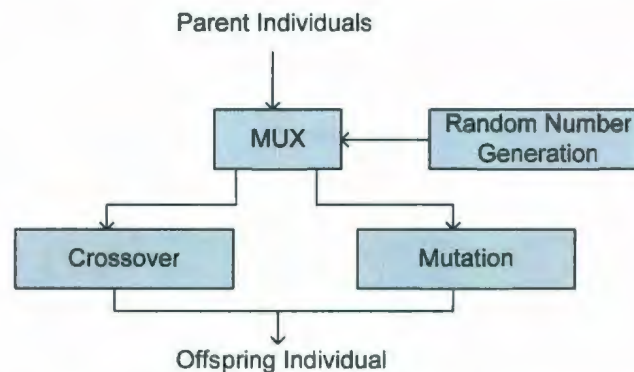 Parent Individuals
MUX
Random Number
Generation
Crossover
Mutation
Offspring Individual